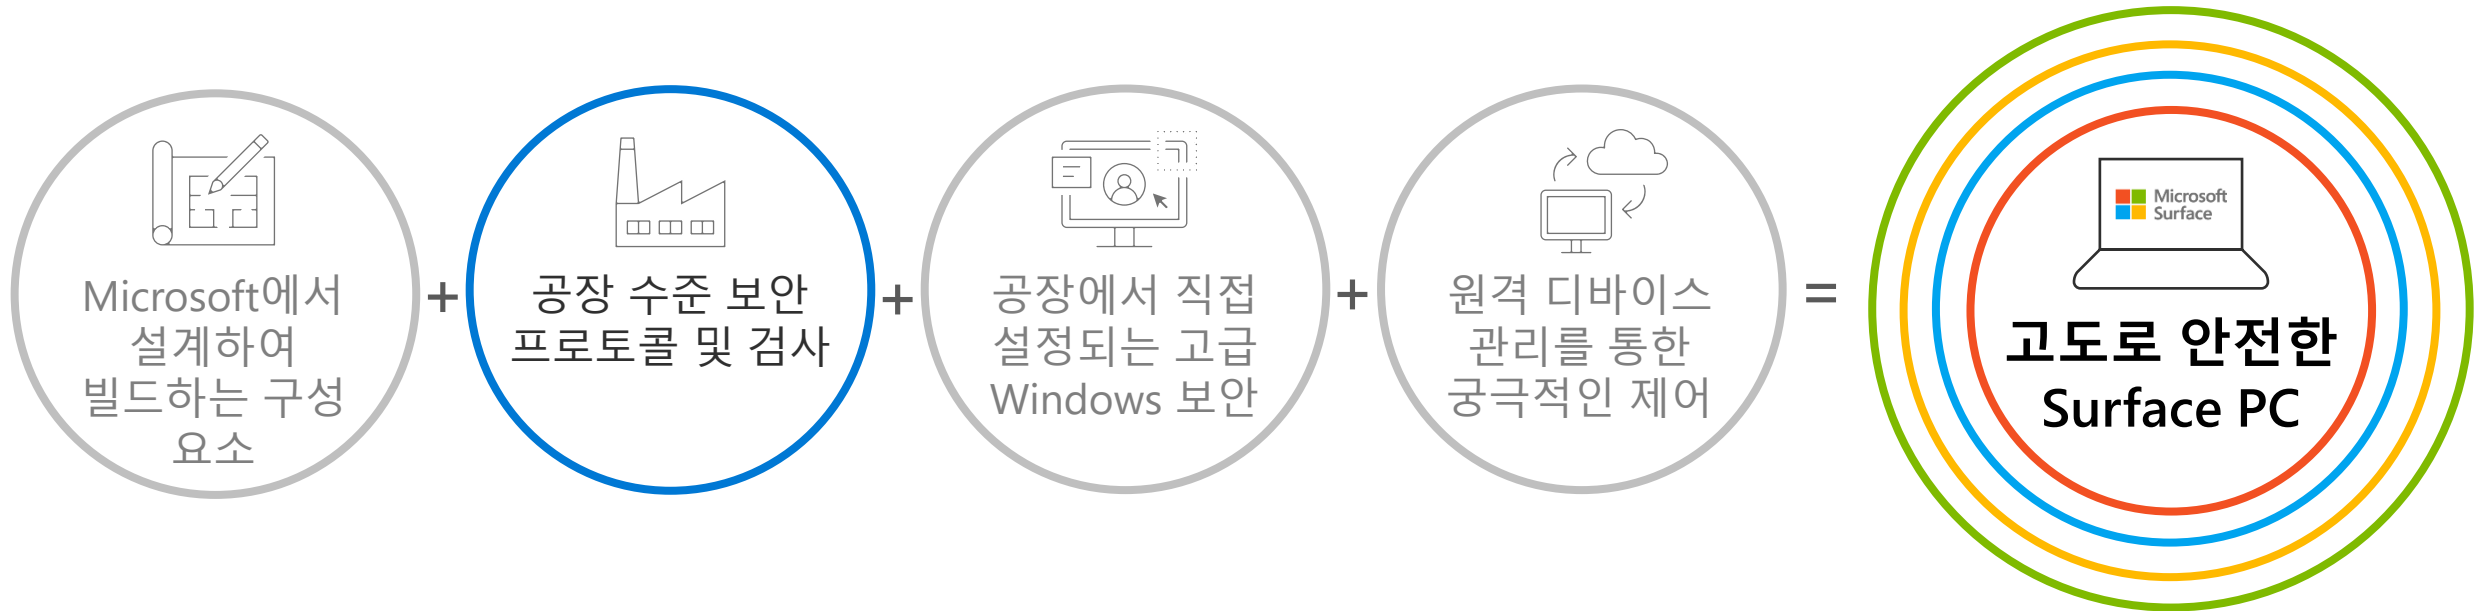 Microsoft에서
설계하여
빌드하는 구성
요소
+
공장 수준 보안
프로토콜 및 검사
+
공장에서 직접
설정되는 고급
Windows 보안
+
원격 디바이스
관리를 통한
궁극적인 제어
=
Microsoft
Surface
고도로 안전한
Surface PC